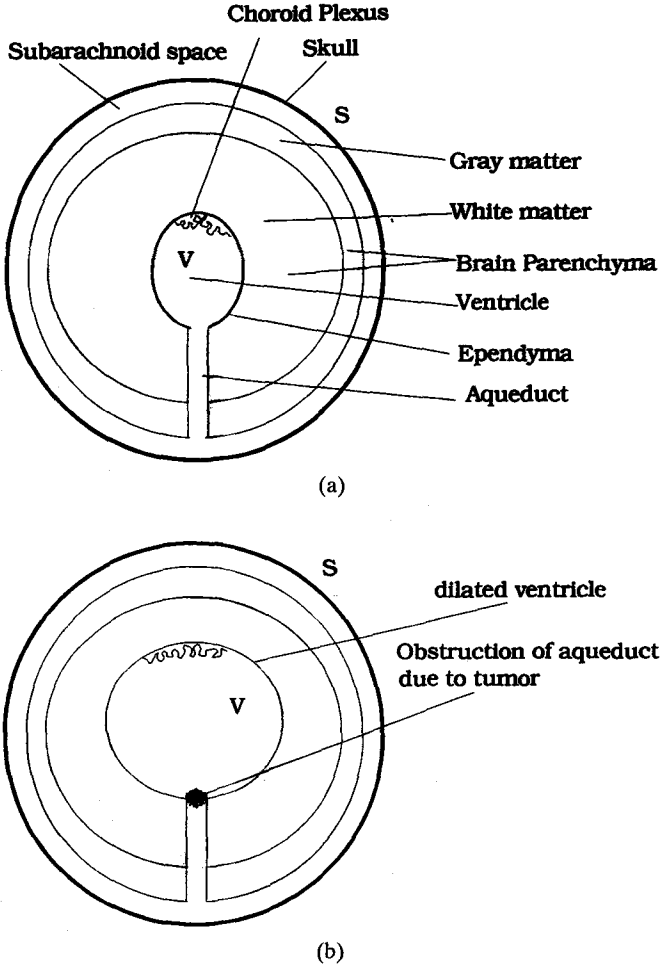 Choroid Plexus
Subarachnoid space
Skull
S
Gray matter
White matter
V
Brain Parenchyma
Ventricle
Ependyma
Aqueduct
(a)
S
dilated ventricle
Obstruction of aqueduct
due to tumor
V
(b)